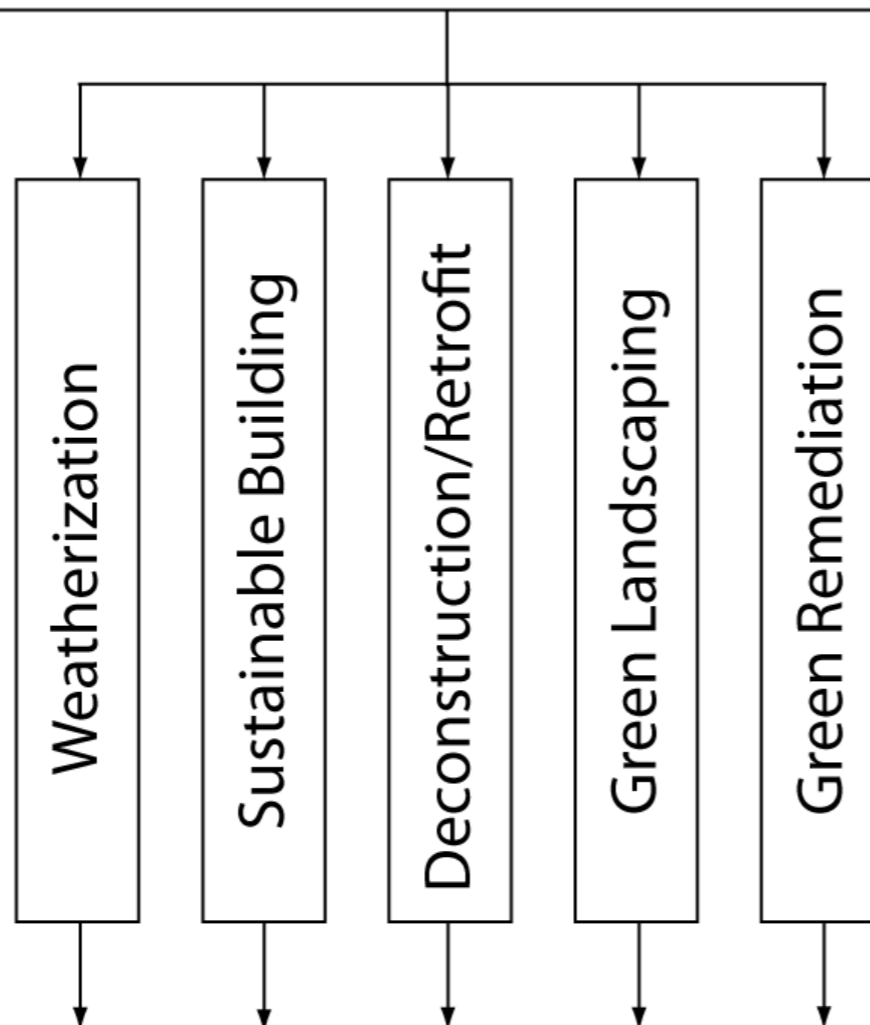 Weatherization
Sustainable Building
Deconstruction/Retrofit
Green Landscaping
Green Remediation